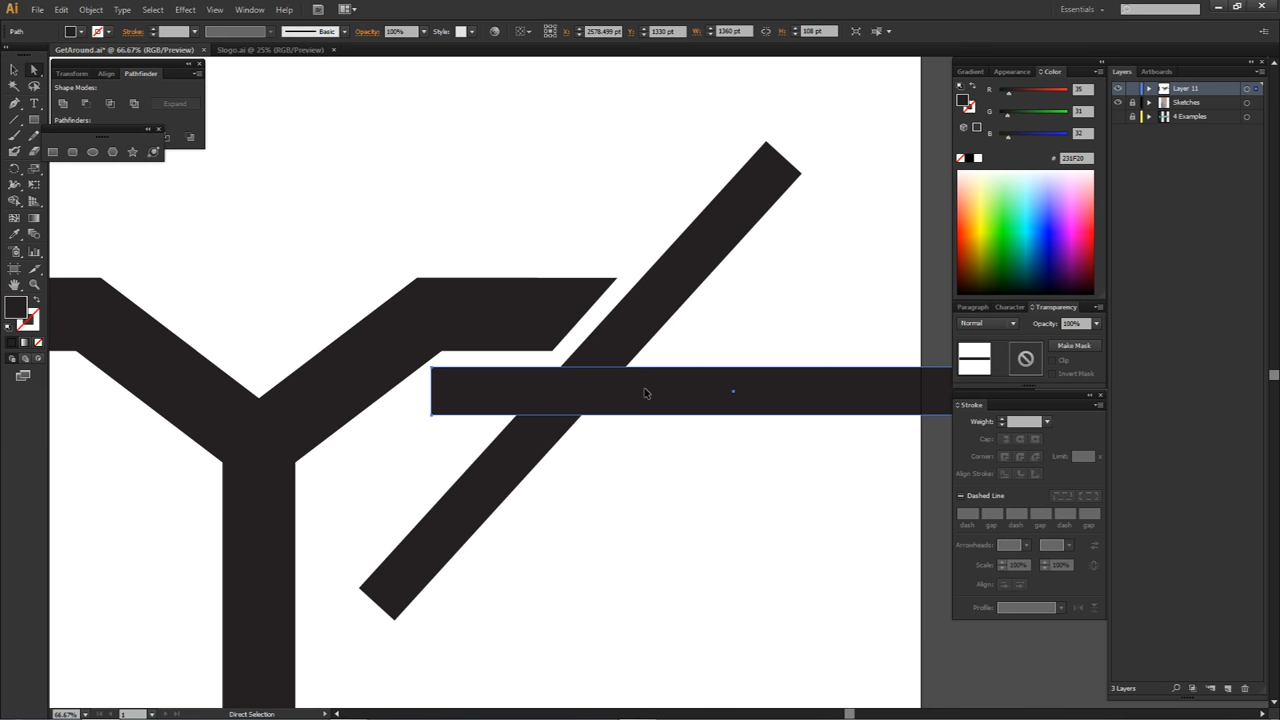 Ai File Edit Object Type Select Effect View Window Help Br Essentials
Path Stroke: Basic Opacity: 100% Style: X: 2578.499 pt Y: 1330 pt W: 1360 pt H: 108 pt
GetAround.ai* @ 66.67% (RGB/Preview) × Slogo.ai @ 25% (RGB/Preview) ×
Transform Align Pathfinder
Shape Modes:
Expand
Pathfinders:
Gradient Appearance Color
R 35
G 31
B 32
# 231F20
Paragraph Character Transparency
Normal Opacity: 100%
Make Mask
Clip
Invert Mask
Stroke
Weight:
Cap:
Corner: Limit: x
Align Stroke:
Dashed Line
dash gap dash gap dash gap
Arrowheads:
Scale: 100% 100%
Align:
Profile:
Layers Artboards
Layer 11
Sketches
4 Examples
3 Layers
66.67% 1 Direct Selection